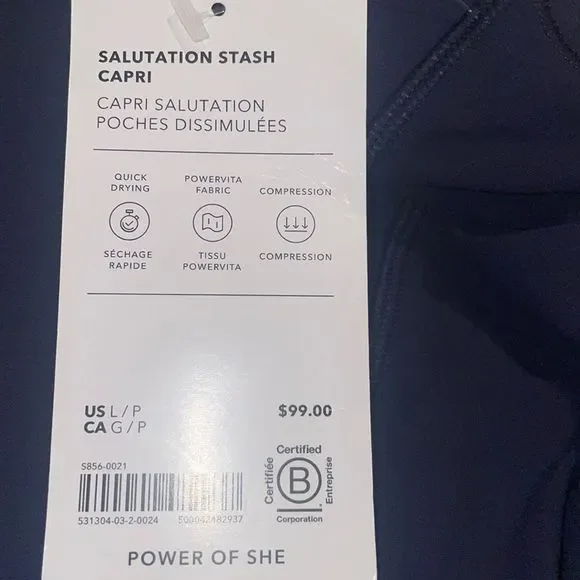 SALUTATION STASH
CAPRI
CAPRI SALUTATION
POCHES DISSIMULÉES
QUICK
DRYING
POWERVITA
FABRIC
COMPRESSION
SÉCHAGE
RAPIDE
TISSU
POWERVITA
COMPRESSION
US L / P
CA G / P
$99.00
S856-0021
531304-03-2-0024 500042482937
Certified
Certifiée
B
Entreprise
Corporation
POWER OF SHE